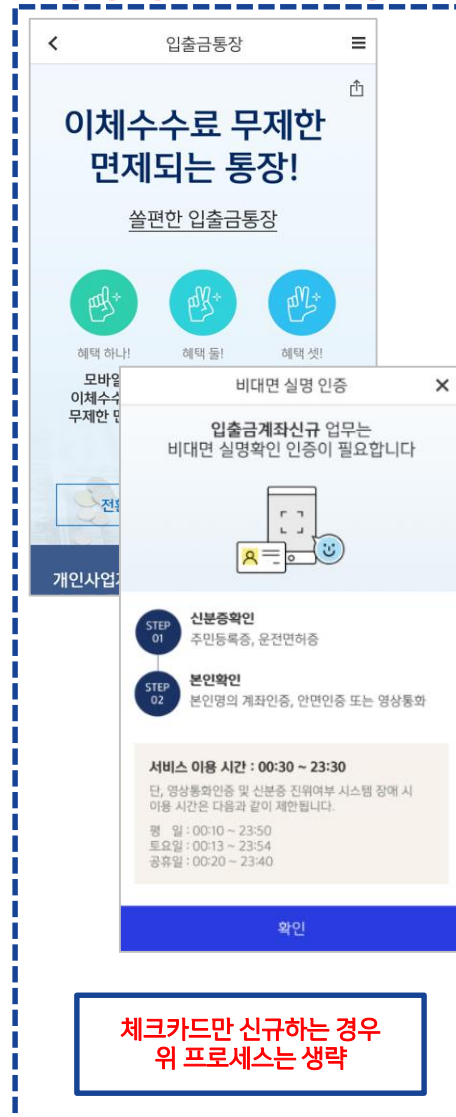 입출금통장
이체수수료 무제한
면제되는 통장!
쏠편한 입출금통장
혜택 하나!
혜택 둘!
혜택 셋!
모바일
이체수수
무제한 면
전환
개인사업자
비대면 실명 인증
입출금계좌신규 업무는
비대면 실명확인 인증이 필요합니다
STEP
01
신분증확인
주민등록증, 운전면허증
STEP
02
본인확인
본인명의 계좌인증, 안면인증 또는 영상통화
서비스 이용 시간 : 00:30 ~ 23:30
단, 영상통화인증 및 신분증 진위여부 시스템 장애 시
이용 시간은 다음과 같이 제한됩니다.
평 일 : 00:10 ~ 23:50
토요일 : 00:13 ~ 23:54
공휴일 : 00:20 ~ 23:40
확인
체크카드만 신규하는 경우
위 프로세스는 생략